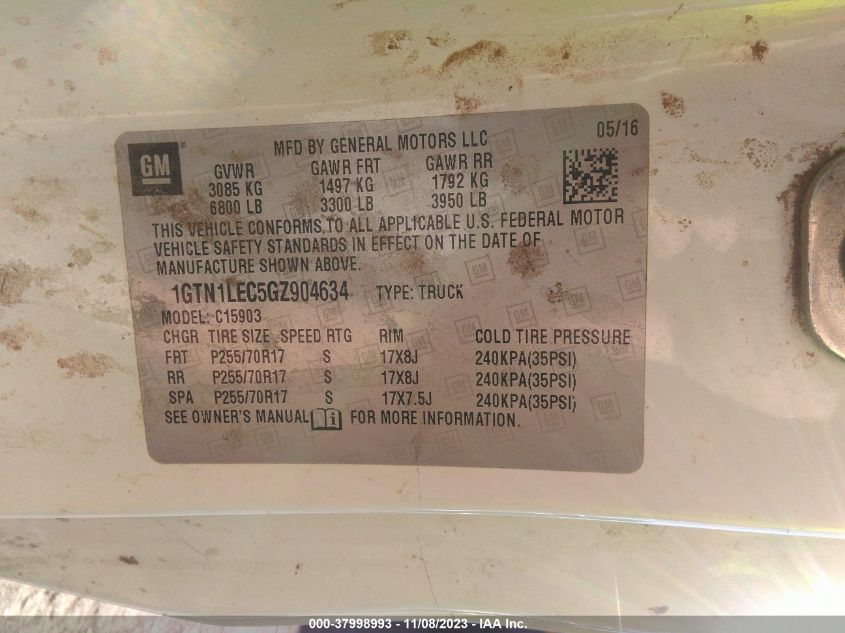 05/16
MFD BY GENERAL MOTORS LLC
GM ®
GVWR GAWR FRT GAWR RR
3085 KG 1497 KG 1792 KG
6800 LB 3300 LB 3950 LB
THIS VEHICLE CONFORMS TO ALL APPLICABLE U.S. FEDERAL MOTOR
VEHICLE SAFETY STANDARDS IN EFFECT ON THE DATE OF
MANUFACTURE SHOWN ABOVE.
1GTN1LEC5GZ904634 TYPE: TRUCK
MODEL: C15903
CHGR TIRE SIZE SPEED RTG RIM COLD TIRE PRESSURE
FRT P255/70R17 S 17X8J 240KPA(35PSI)
RR P255/70R17 S 17X8J 240KPA(35PSI)
SPA P255/70R17 S 17X7.5J 240KPA(35PSI)
SEE OWNER'S MANUAL i FOR MORE INFORMATION.
000-37998993 - 11/08/2023 - IAA Inc.